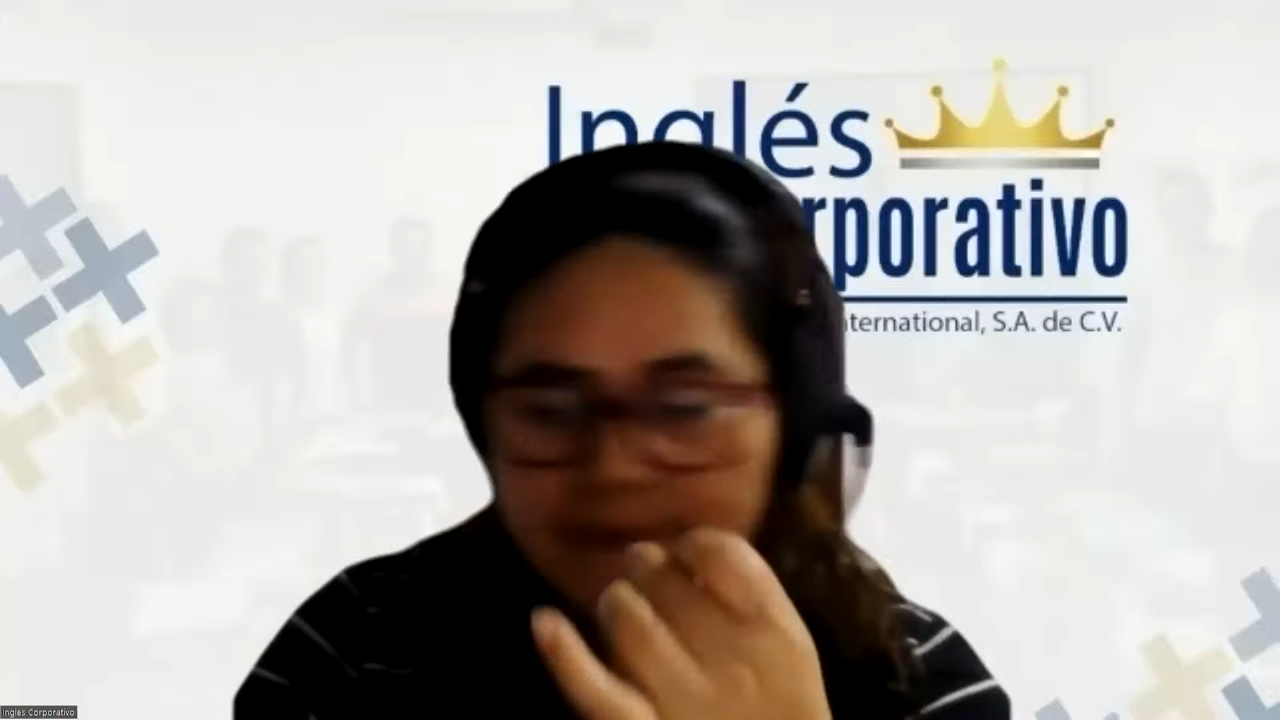 Inglés
rporativo
nternational, S.A. de C.V.
Ingles Corporativo